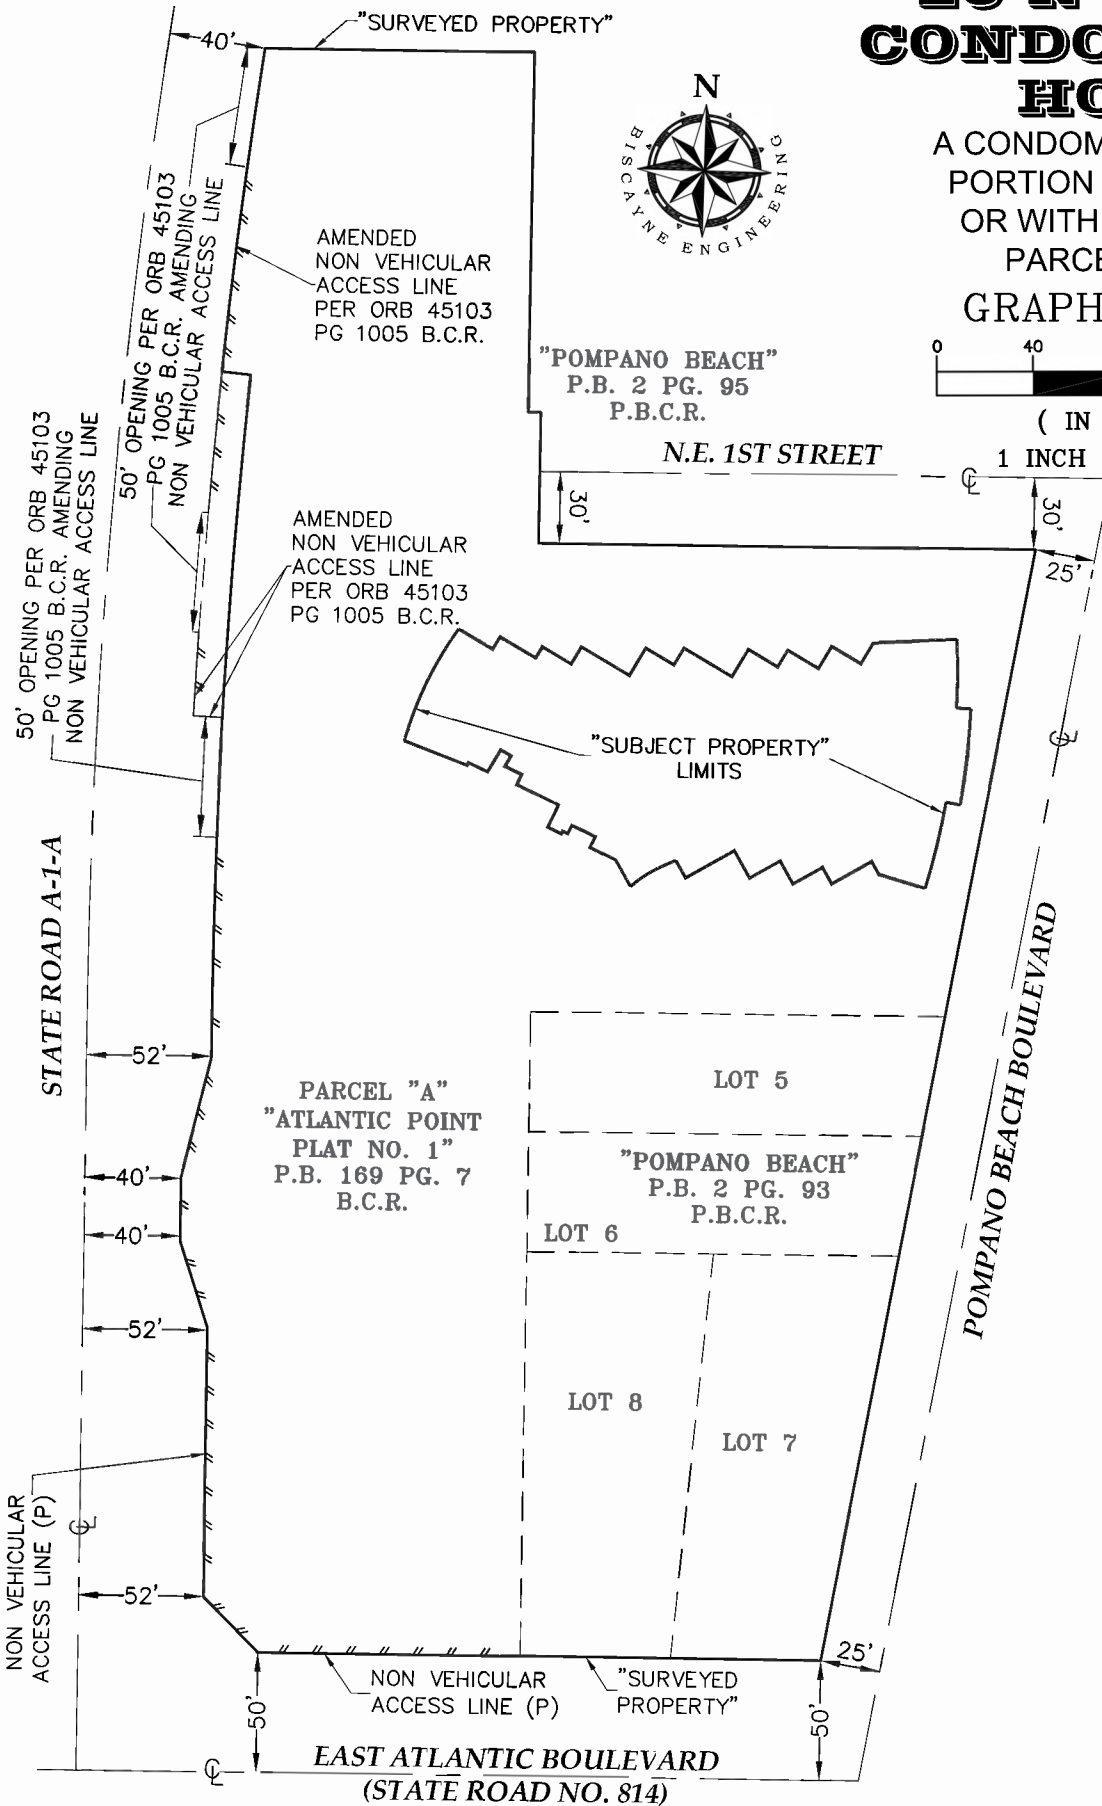 "SURVEYED PROPERTY"
40'
CONDO
HO
A CONDOM
PORTION
OR WITH
PARCE
GRAPH
0 40
( IN
1 INCH
N
BISCAYNE ENGINEERING
50' OPENING PER ORB 45103
PG 1005 B.C.R. AMENDING
NON VEHICULAR ACCESS LINE
AMENDED
NON VEHICULAR
ACCESS LINE
PER ORB 45103
PG 1005 B.C.R.
"POMPANO BEACH"
P.B. 2 PG. 95
P.B.C.R.
N.E. 1ST STREET
30'
30'
25'
50' OPENING PER ORB 45103
PG 1005 B.C.R. AMENDING
NON VEHICULAR ACCESS LINE
AMENDED
NON VEHICULAR
ACCESS LINE
PER ORB 45103
PG 1005 B.C.R.
"SUBJECT PROPERTY"
LIMITS
STATE ROAD A-1-A
POMPANO BEACH BOULEVARD
52'
40'
40'
52'
52'
PARCEL "A"
"ATLANTIC POINT
PLAT NO. 1"
P.B. 169 PG. 7
B.C.R.
LOT 5
"POMPANO BEACH"
P.B. 2 PG. 93
P.B.C.R.
LOT 6
LOT 8
LOT 7
NON VEHICULAR
ACCESS LINE (P)
NON VEHICULAR
ACCESS LINE (P)
"SURVEYED
PROPERTY"
25'
50'
50'
EAST ATLANTIC BOULEVARD
(STATE ROAD NO. 814)